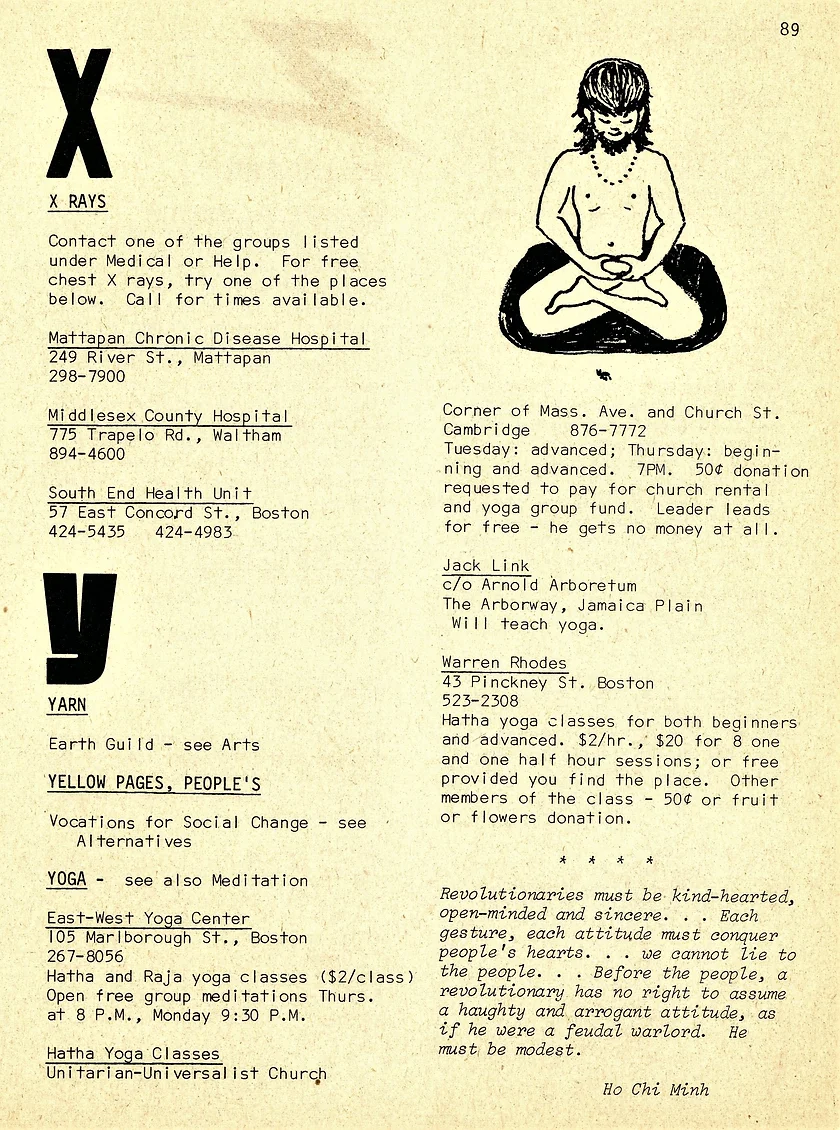 89
X
X RAYS
Contact one of the groups listed
under Medical or Help.  For free
chest X rays, try one of the places
below.  Call for times available.
Mattapan Chronic Disease Hospital
249 River St., Mattapan
298-7900
Middlesex County Hospital
775 Trapelo Rd., Waltham
894-4600
South End Health Unit
57 East Concord St., Boston
424-5435   424-4983
y
YARN
Earth Guild - see Arts
YELLOW PAGES, PEOPLE'S
Vocations for Social Change - see
Alternatives
YOGA -  see also Meditation
East-West Yoga Center
105 Marlborough St., Boston
267-8056
Hatha and Raja yoga classes ($2/class)
Open free group meditations Thurs.
at 8 P.M., Monday 9:30 P.M.
Hatha Yoga Classes
Unitarian-Universalist Church
Corner of Mass. Ave. and Church St.
Cambridge    876-7772
Tuesday: advanced; Thursday: begin-
ning and advanced.  7PM.  50¢ donation
requested to pay for church rental
and yoga group fund.  Leader leads
for free - he gets no money at all.
Jack Link
c/o Arnold Arboretum
The Arborway, Jamaica Plain
Will teach yoga.
Warren Rhodes
43 Pinckney St. Boston
523-2308
Hatha yoga classes for both beginners
and advanced. $2/hr., $20 for 8 one
and one half hour sessions; or free
provided you find the place.  Other
members of the class - 50¢ or fruit
or flowers donation.
* * * *
Revolutionaries must be kind-hearted,
open-minded and sincere. . . Each
gesture, each attitude must conquer
people's hearts. . . we cannot lie to
the people. . . Before the people, a
revolutionary has no right to assume
a haughty and arrogant attitude, as
if he were a feudal warlord.  He
must be modest.
Ho Chi Minh